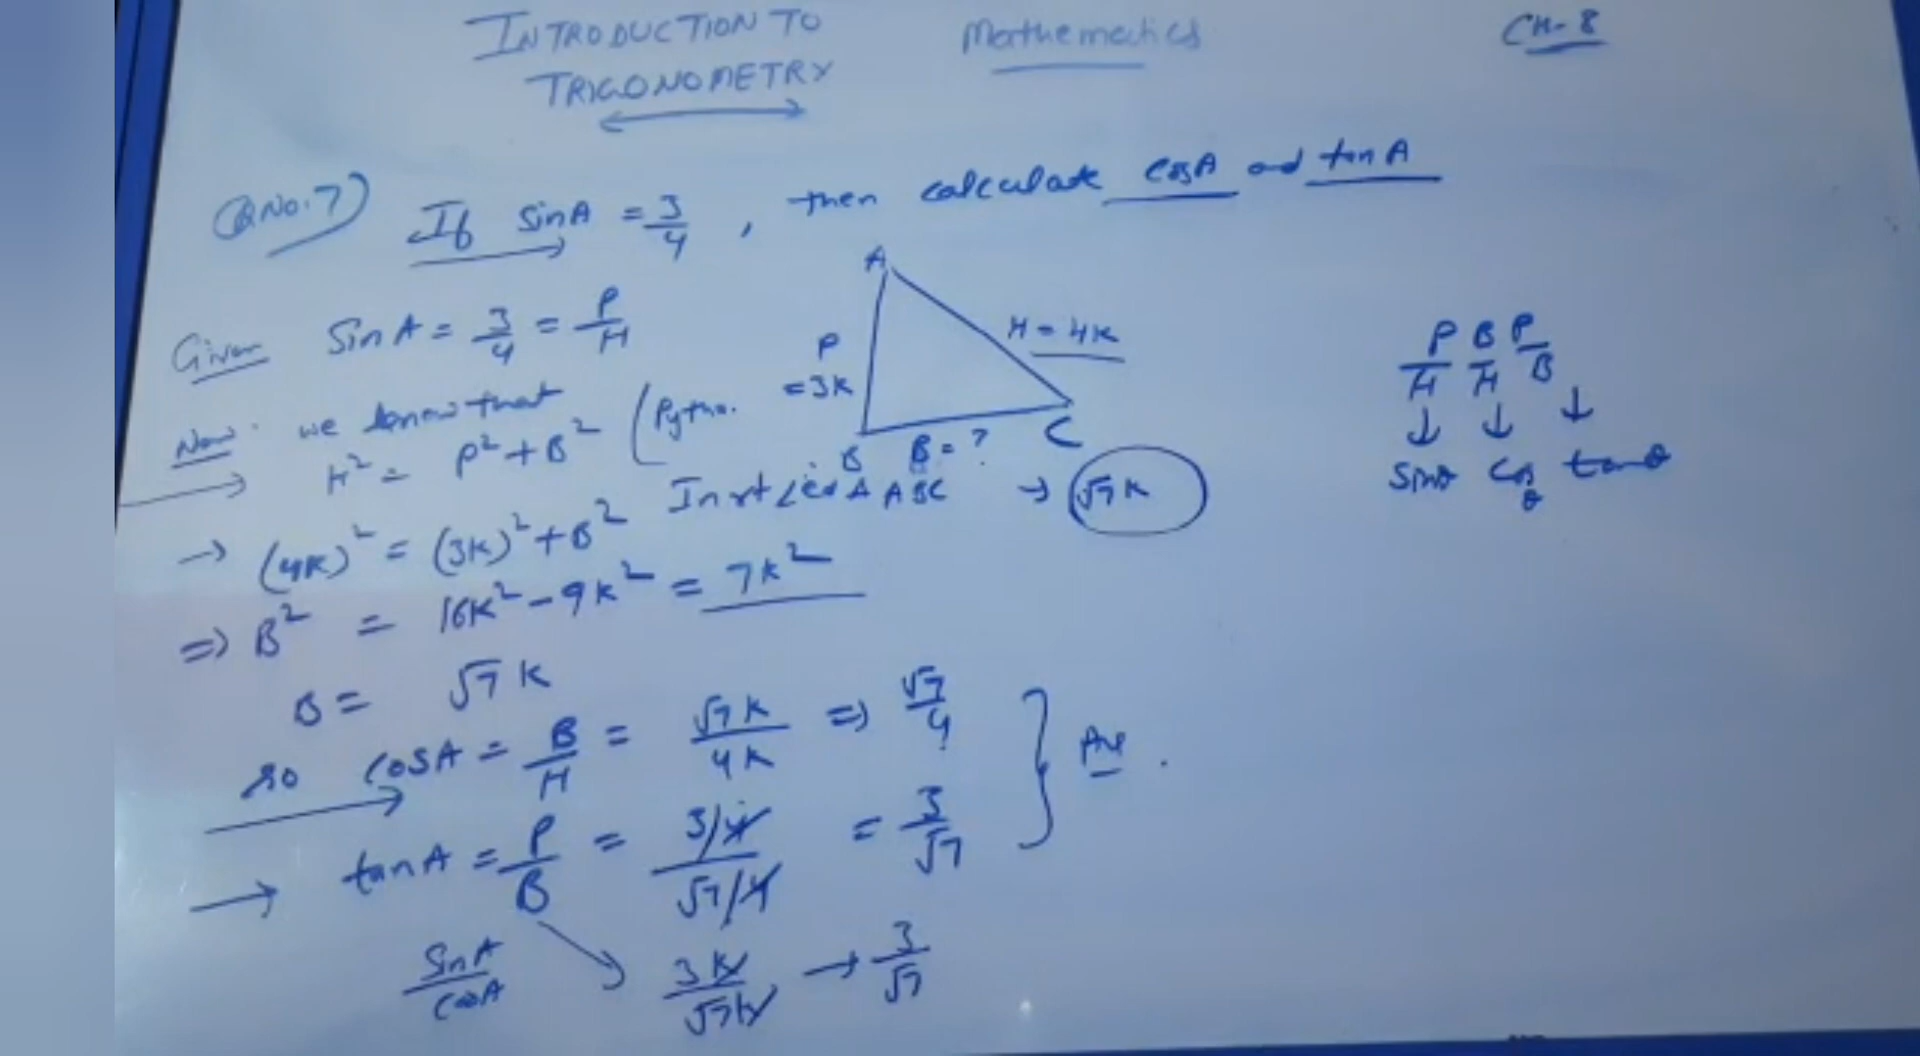 INTRODUCTION TO
TRIGONOMETRY
Mathematics
CH-8
QNo.7) If sinA = 3/4 , then calculate cosA and tanA
Given SinA = 3/4 = P/H
A
P
=3k
H = 4k
B
B = ?
C
P/H B/H P/B
↓ ↓ ↓
Sinθ Cosθ tanθ
Now we know that
H² = P² + B² (Pytho.
In rt ∠ed Δ ABC → √7k
→ (4k)² = (3k)² + B²
=> B² = 16k² - 9k² = 7k²
B = √7 k
so cosA = B/H = √7k/4k => √7/4
→ tanA = P/B = 3/4/√7/4 = 3/√7
} Ans.
SinA/cosA
3k/√7k → 3/√7